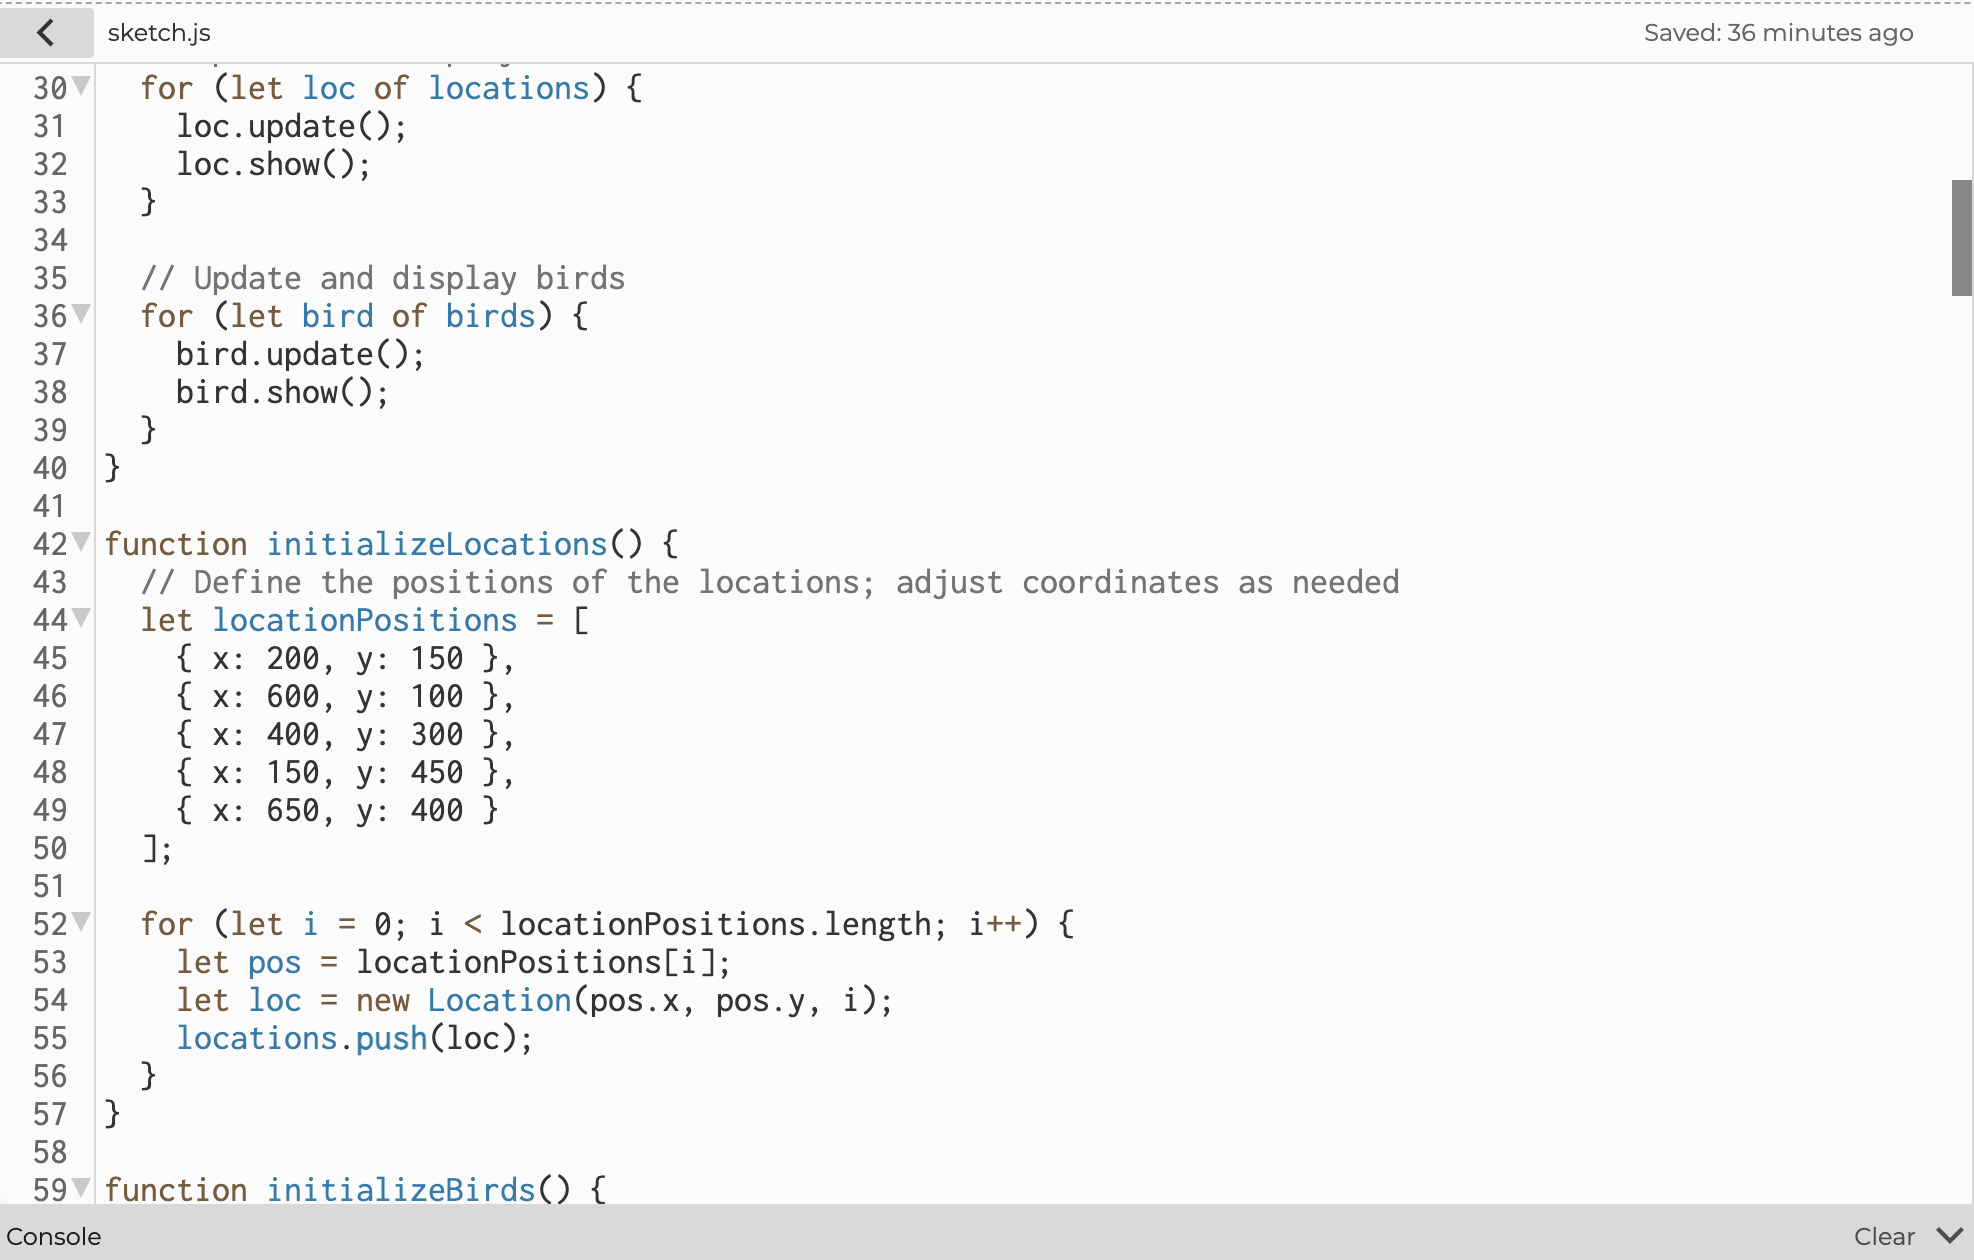 sketch.js
Saved: 36 minutes ago
30 for (let loc of locations) {
31 loc.update();
32 loc.show();
33 }
34
35 // Update and display birds
36 for (let bird of birds) {
37 bird.update();
38 bird.show();
39 }
40 }
41
42 function initializeLocations() {
43 // Define the positions of the locations; adjust coordinates as needed
44 let locationPositions = [
45 { x: 200, y: 150 },
46 { x: 600, y: 100 },
47 { x: 400, y: 300 },
48 { x: 150, y: 450 },
49 { x: 650, y: 400 }
50 ];
51
52 for (let i = 0; i < locationPositions.length; i++) {
53 let pos = locationPositions[i];
54 let loc = new Location(pos.x, pos.y, i);
55 locations.push(loc);
56 }
57 }
58
59 function initializeBirds() {
Console
Clear